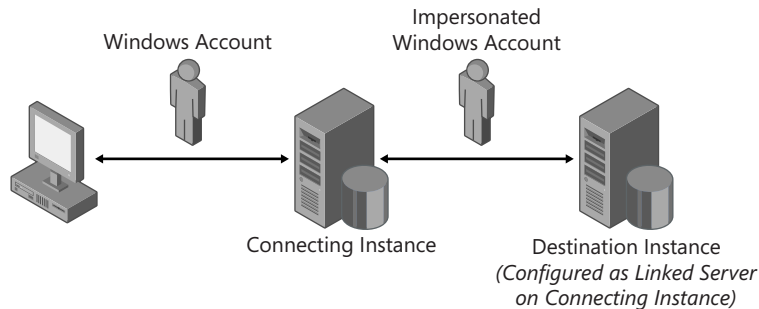 Windows Account
Impersonated
Windows Account
Connecting Instance
Destination Instance
(Configured as Linked Server
on Connecting Instance)